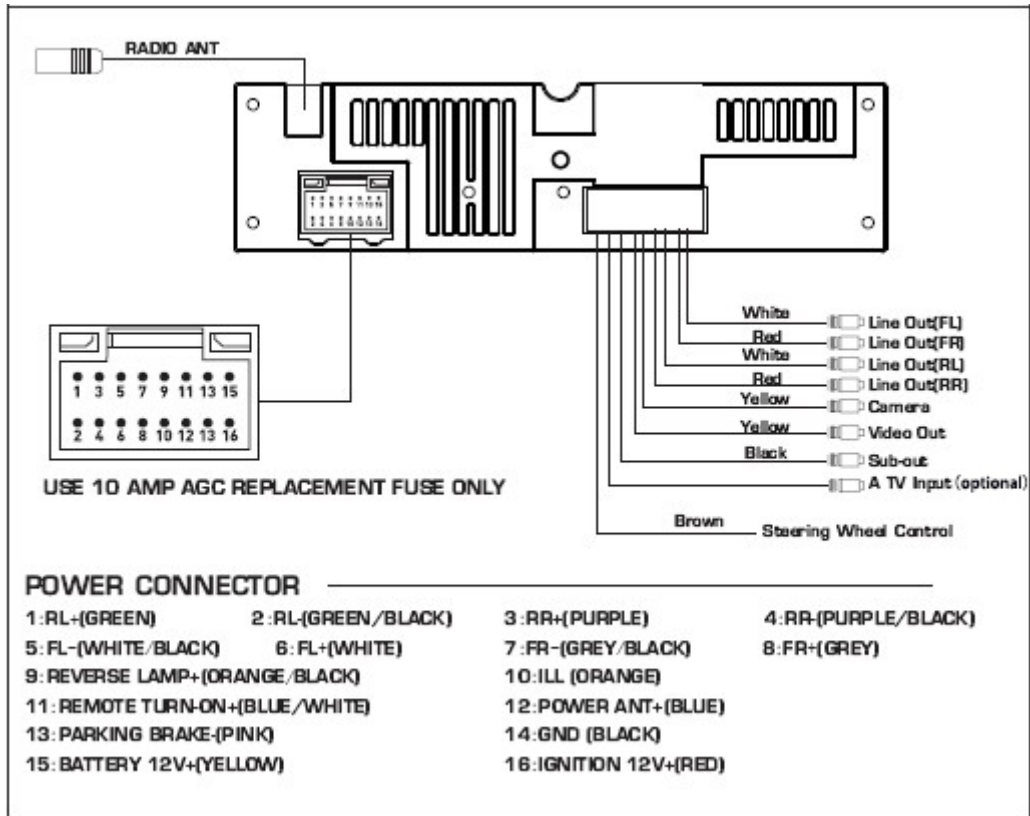 RADIO ANT
White
Line Out(FL)
Red
Line Out(FR)
White
Line Out(RL)
Red
Line Out(RR)
Yellow
Camera
Yellow
Video Out
Black
Sub-out
A TV Input (optional)
Brown
Steering Wheel Control
1 3 5 7 9 11 13 15
2 4 6 8 10 12 13 16
USE 10 AMP AGC REPLACEMENT FUSE ONLY
POWER CONNECTOR
1:RL+(GREEN) 2:RL-(GREEN/BLACK) 3:RR+(PURPLE) 4:RR-(PURPLE/BLACK)
5:FL-(WHITE/BLACK) 6:FL+(WHITE) 7:FR-(GREY/BLACK) 8:FR+(GREY)
9:REVERSE LAMP+(ORANGE/BLACK) 10:ILL (ORANGE)
11:REMOTE TURN-ON+(BLUE/WHITE) 12:POWER ANT+(BLUE)
13:PARKING BRAKE-(PINK) 14:GND (BLACK)
15:BATTERY 12V+(YELLOW) 16:IGNITION 12V+(RED)